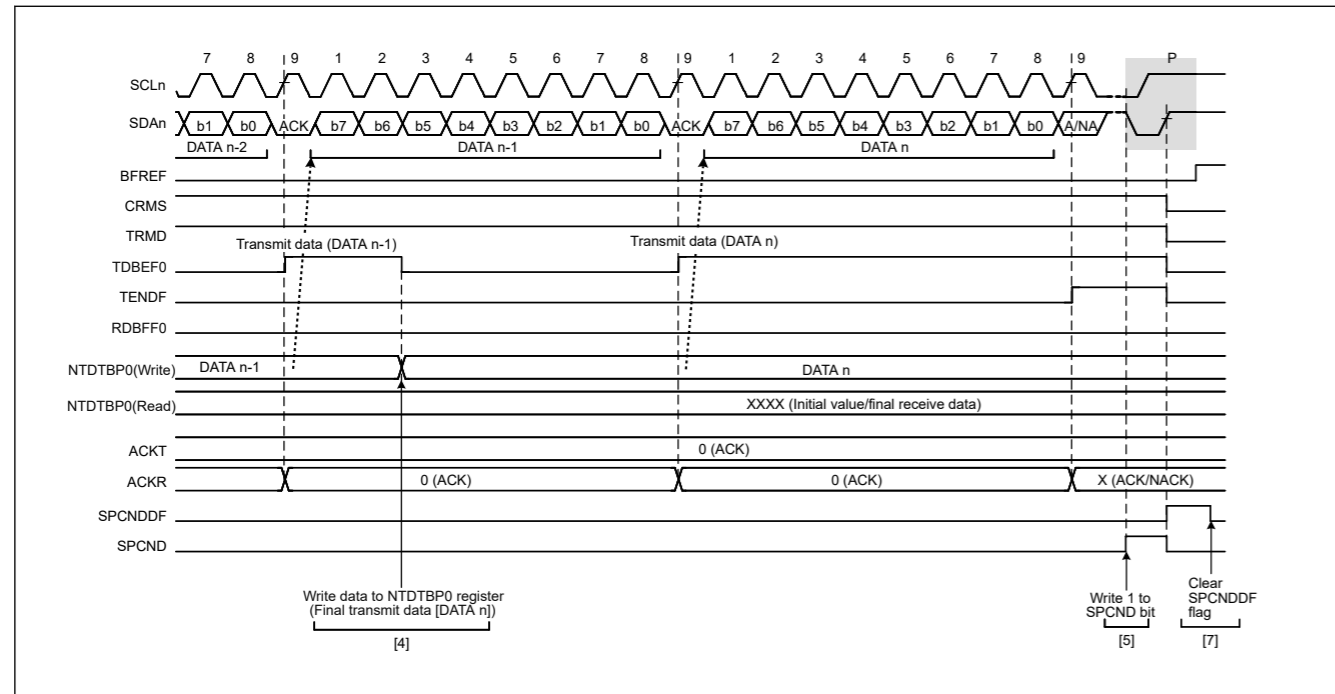 7 8 9 1 2 3 4 5 6 7 8 9 1 2 3 4 5 6 7 8 9 P
SCLn
SDAn b1 b0 ACK b7 b6 b5 b4 b3 b2 b1 b0 ACK b7 b6 b5 b4 b3 b2 b1 b0 A/NA
DATA n-2 DATA n-1 DATA n
BFREF
CRMS
TRMD
Transmit data (DATA n-1) Transmit data (DATA n)
TDBEF0
TENDF
RDBFF0
NTDTBP0(Write) DATA n-1 DATA n
NTDTBP0(Read) XXXX (Initial value/final receive data)
ACKT 0 (ACK)
ACKR 0 (ACK) 0 (ACK) X (ACK/NACK)
SPCNDDF
SPCND
Write data to NTDTBP0 register
(Final transmit data [DATA n])
[4]
Write 1 to
SPCND bit
[5]
Clear
SPCNDDF
flag
[7]